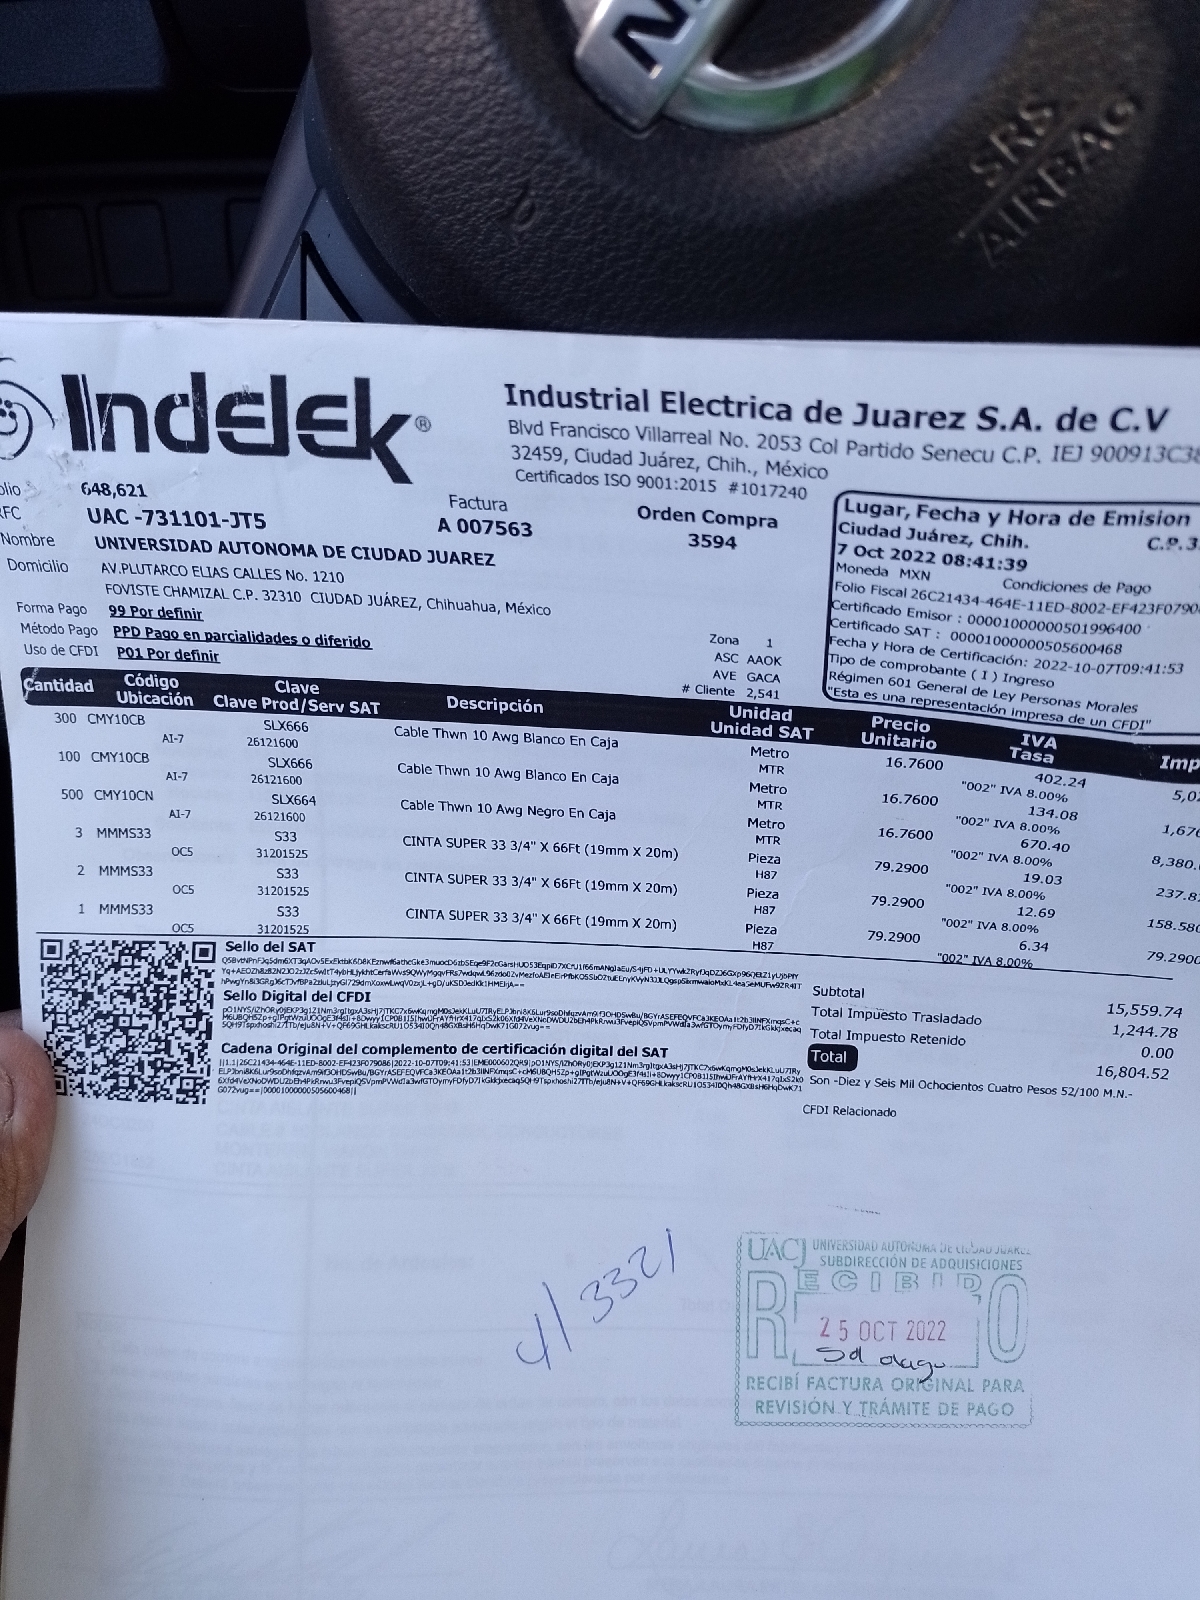 SRS
AIRBAG
Indelek®
Industrial Electrica de Juarez S.A. de C.V
Blvd Francisco Villarreal No. 2053 Col Partido Senecu C.P. IEJ 900913C38
32459, Ciudad Juárez, Chih., México
Certificados ISO 9001:2015 #1017240
olio 648,621
FC UAC -731101-JT5
Factura
A 007563
Orden Compra
3594
Nombre UNIVERSIDAD AUTONOMA DE CIUDAD JUAREZ
Domicilio AV.PLUTARCO ELIAS CALLES No. 1210
FOVISTE CHAMIZAL C.P. 32310 CIUDAD JUÁREZ, Chihuahua, México
Forma Pago 99 Por definir
Método Pago PPD Pago en parcialidades o diferido
Uso de CFDI P01 Por definir
Zona 1
ASC AAOK
AVE GACA
# Cliente 2,541
Lugar, Fecha y Hora de Emision
Ciudad Juárez, Chih. C.P.3
7 Oct 2022 08:41:39
Moneda MXN Condiciones de Pago
Folio Fiscal 26C21434-464E-11ED-8002-EF423F07908
Certificado Emisor : 00001000000501996400
Certificado SAT : 00001000000505600468
Fecha y Hora de Certificación: 2022-10-07T09:41:53
Tipo de comprobante ( I ) Ingreso
Régimen 601 General de Ley Personas Morales
"Esta es una representación impresa de un CFDI"
Cantidad Código Clave Descripción Unidad Precio IVA Imp
Ubicación Clave Prod/Serv SAT Unidad SAT Unitario Tasa
300 CMY10CB SLX666 Cable Thwn 10 Awg Blanco En Caja Metro 16.7600 402.24 5,02
AI-7 26121600 MTR "002" IVA 8.00%
100 CMY10CB SLX666 Cable Thwn 10 Awg Blanco En Caja Metro 16.7600 134.08 1,676
AI-7 26121600 MTR "002" IVA 8.00%
500 CMY10CN SLX664 Cable Thwn 10 Awg Negro En Caja Metro 16.7600 670.40 8,380.
AI-7 26121600 MTR "002" IVA 8.00%
3 MMMS33 S33 CINTA SUPER 33 3/4" X 66Ft (19mm X 20m) Pieza 79.2900 19.03 237.87
OC5 31201525 H87 "002" IVA 8.00%
2 MMMS33 S33 CINTA SUPER 33 3/4" X 66Ft (19mm X 20m) Pieza 79.2900 12.69 158.580
OC5 31201525 H87 "002" IVA 8.00%
1 MMMS33 S33 CINTA SUPER 33 3/4" X 66Ft (19mm X 20m) Pieza 79.2900 6.34 79.2900
OC5 31201525 H87 "002" IVA 8.00%
Sello del SAT
Sello Digital del CFDI
Cadena Original del complemento de certificación digital del SAT
Subtotal 15,559.74
Total Impuesto Trasladado 1,244.78
Total Impuesto Retenido 0.00
Total 16,804.52
Son -Diez y Seis Mil Ochocientos Cuatro Pesos 52/100 M.N.-
CFDI Relacionado
3321
UACJ UNIVERSIDAD AUTONOMA DE CIUDAD JUAREZ
SUBDIRECCIÓN DE ADQUISICIONES
RECIBIDO
25 OCT 2022
RECIBÍ FACTURA ORIGINAL PARA
REVISIÓN Y TRÁMITE DE PAGO